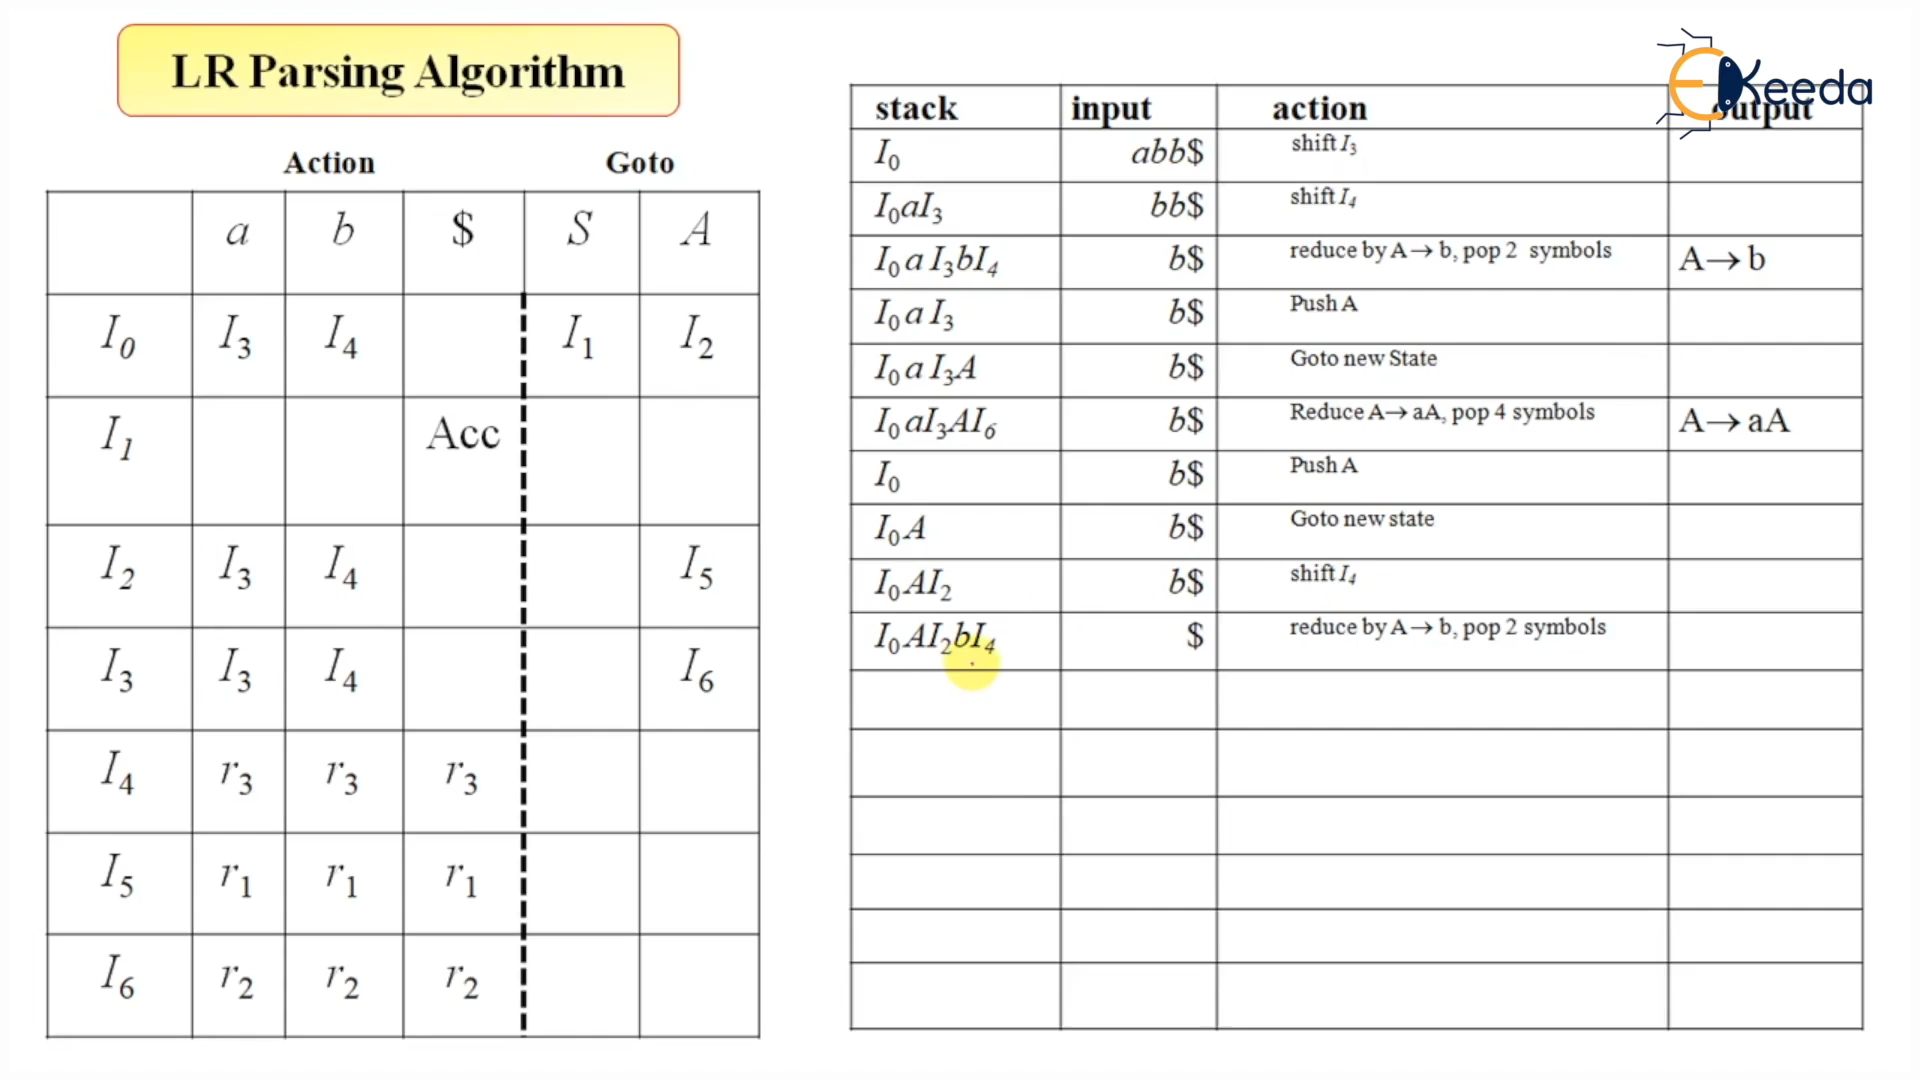 LR Parsing Algorithm
EKeeda
Action Goto
a b $ S A
I0 I3 I4 I1 I2
I1 Acc
I2 I3 I4 I5
I3 I3 I4 I6
I4 r3 r3 r3
I5 r1 r1 r1
I6 r2 r2 r2
stack input action output
I0 abb$ shift I3
I0aI3 bb$ shift I4
I0aI3bI4 b$ reduce by A→ b, pop 2 symbols A→b
I0aI3 b$ Push A
I0aI3A b$ Goto new State
I0aI3AI6 b$ Reduce A→ aA, pop 4 symbols A→aA
I0 b$ Push A
I0A b$ Goto new state
I0AI2 b$ shift I4
I0AI2bI4 $ reduce by A→ b, pop 2 symbols